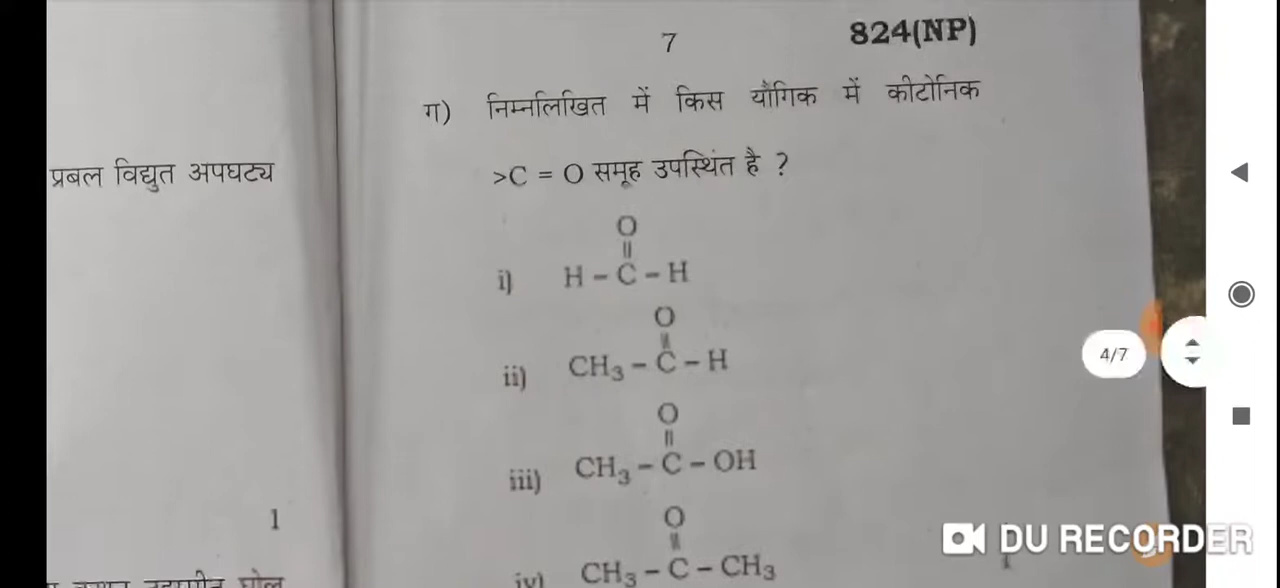 7
824(NP)
ग) निम्नलिखित में किस यौगिक में कीटोनिक
>C = O समूह उपस्थित है ?
प्रबल विद्युत अपघट्य
O
||
i) H – C – H
O
||
ii) CH₃ – C – H
O
||
iii) CH₃ – C – OH
O
||
iv) CH₃ – C – CH₃
1
4/7
DU RECORDER